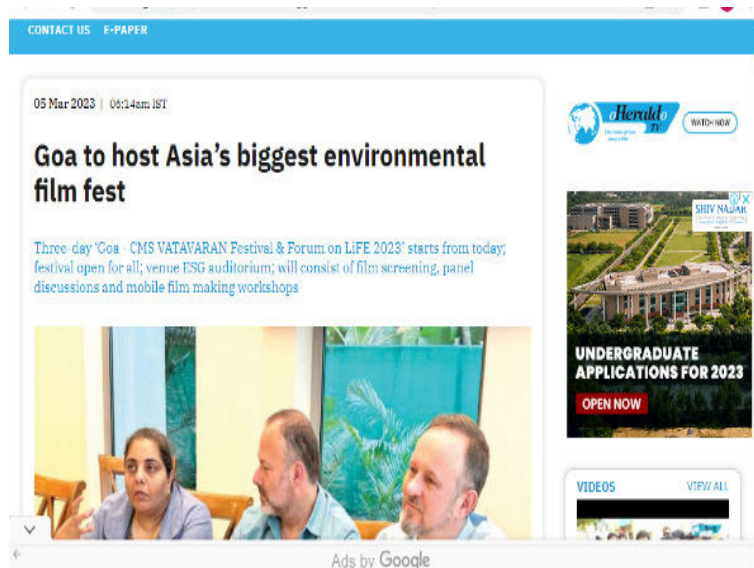 CONTACT US E-PAPER
05 Mar 2023 | 06:14am IST
Goa to host Asia's biggest environmental
film fest
Three-day 'Goa - CMS VATAVARAN Festival & Forum on LiFE 2023' starts from today;
festival open for all; venue ESG auditorium; will consist of film screening, panel
discussions and mobile film making workshops
oHeraldo
TV
WATCH NOW
SHIV NADAR
UNDERGRADUATE
APPLICATIONS FOR 2023
OPEN NOW
VIDEOS VIEW ALL
Ads by Google